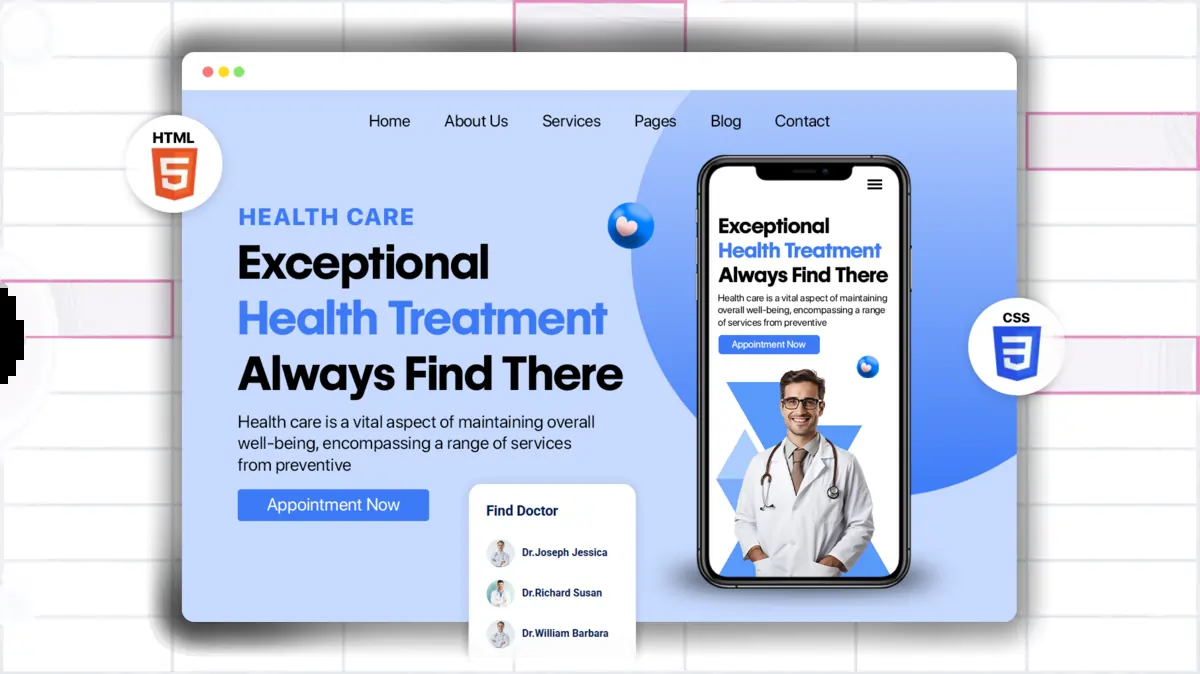 HTML
5
Home About Us Services Pages Blog Contact
HEALTH CARE
Exceptional
Health Treatment
Always Find There
Health care is a vital aspect of maintaining overall
well-being, encompassing a range of services
from preventive
Appointment Now
Find Doctor
Dr.Joseph Jessica
Dr.Richard Susan
Dr.William Barbara
Exceptional
Health Treatment
Always Find There
Health care is a vital aspect of maintaining
overall well-being, encompassing a range
of services from preventive
Appointment Now
CSS
3